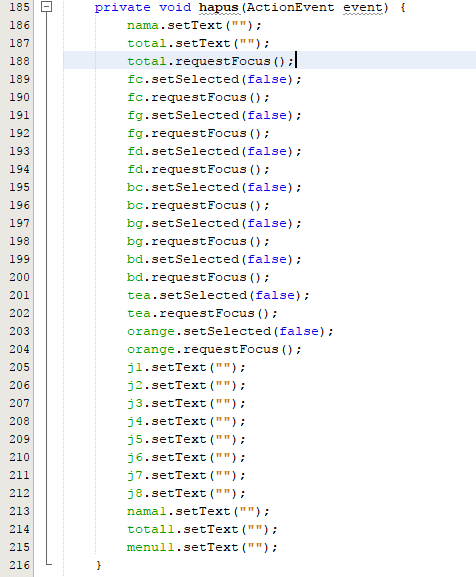 185 private void hapus(ActionEvent event) {
186 nama.setText("");
187 total.setText("");
188 total.requestFocus();
189 fc.setSelected(false);
190 fc.requestFocus();
191 fg.setSelected(false);
192 fg.requestFocus();
193 fd.setSelected(false);
194 fd.requestFocus();
195 bc.setSelected(false);
196 bc.requestFocus();
197 bg.setSelected(false);
198 bg.requestFocus();
199 bd.setSelected(false);
200 bd.requestFocus();
201 tea.setSelected(false);
202 tea.requestFocus();
203 orange.setSelected(false);
204 orange.requestFocus();
205 j1.setText("");
206 j2.setText("");
207 j3.setText("");
208 j4.setText("");
209 j5.setText("");
210 j6.setText("");
211 j7.setText("");
212 j8.setText("");
213 nama1.setText("");
214 total1.setText("");
215 menu11.setText("");
216 }